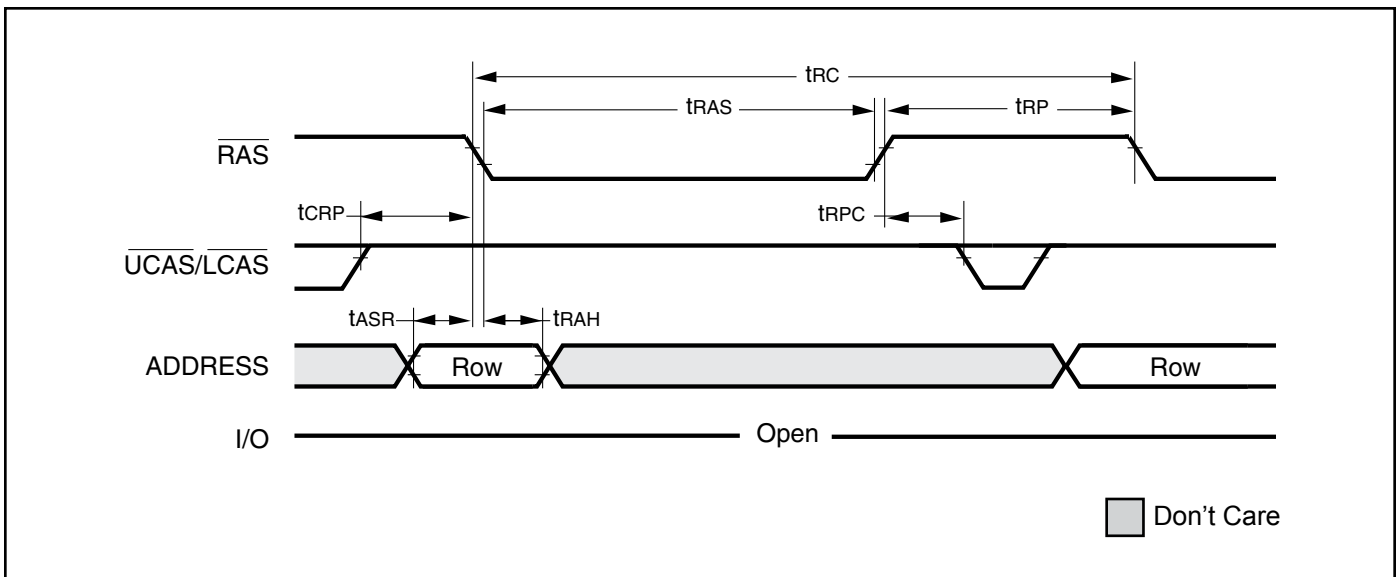 tRC
tRAS
tRP
RAS
tCRP
tRPC
UCAS/LCAS
tASR
tRAH
ADDRESS
Row
Row
I/O
Open
Don't Care